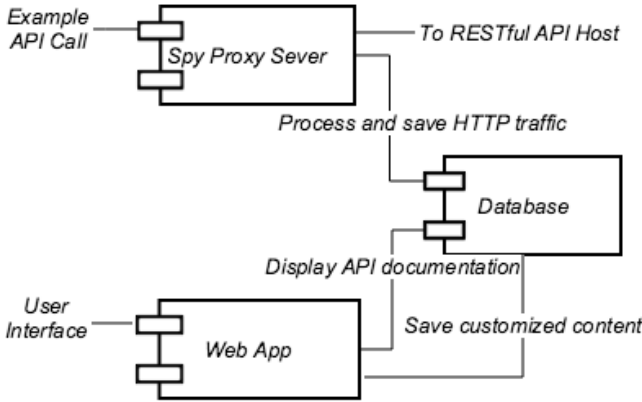 Example
API Call
Spy Proxy Sever
To RESTful API Host
Process and save HTTP traffic
Database
Display API documentation
User
Interface
Web App
Save customized content